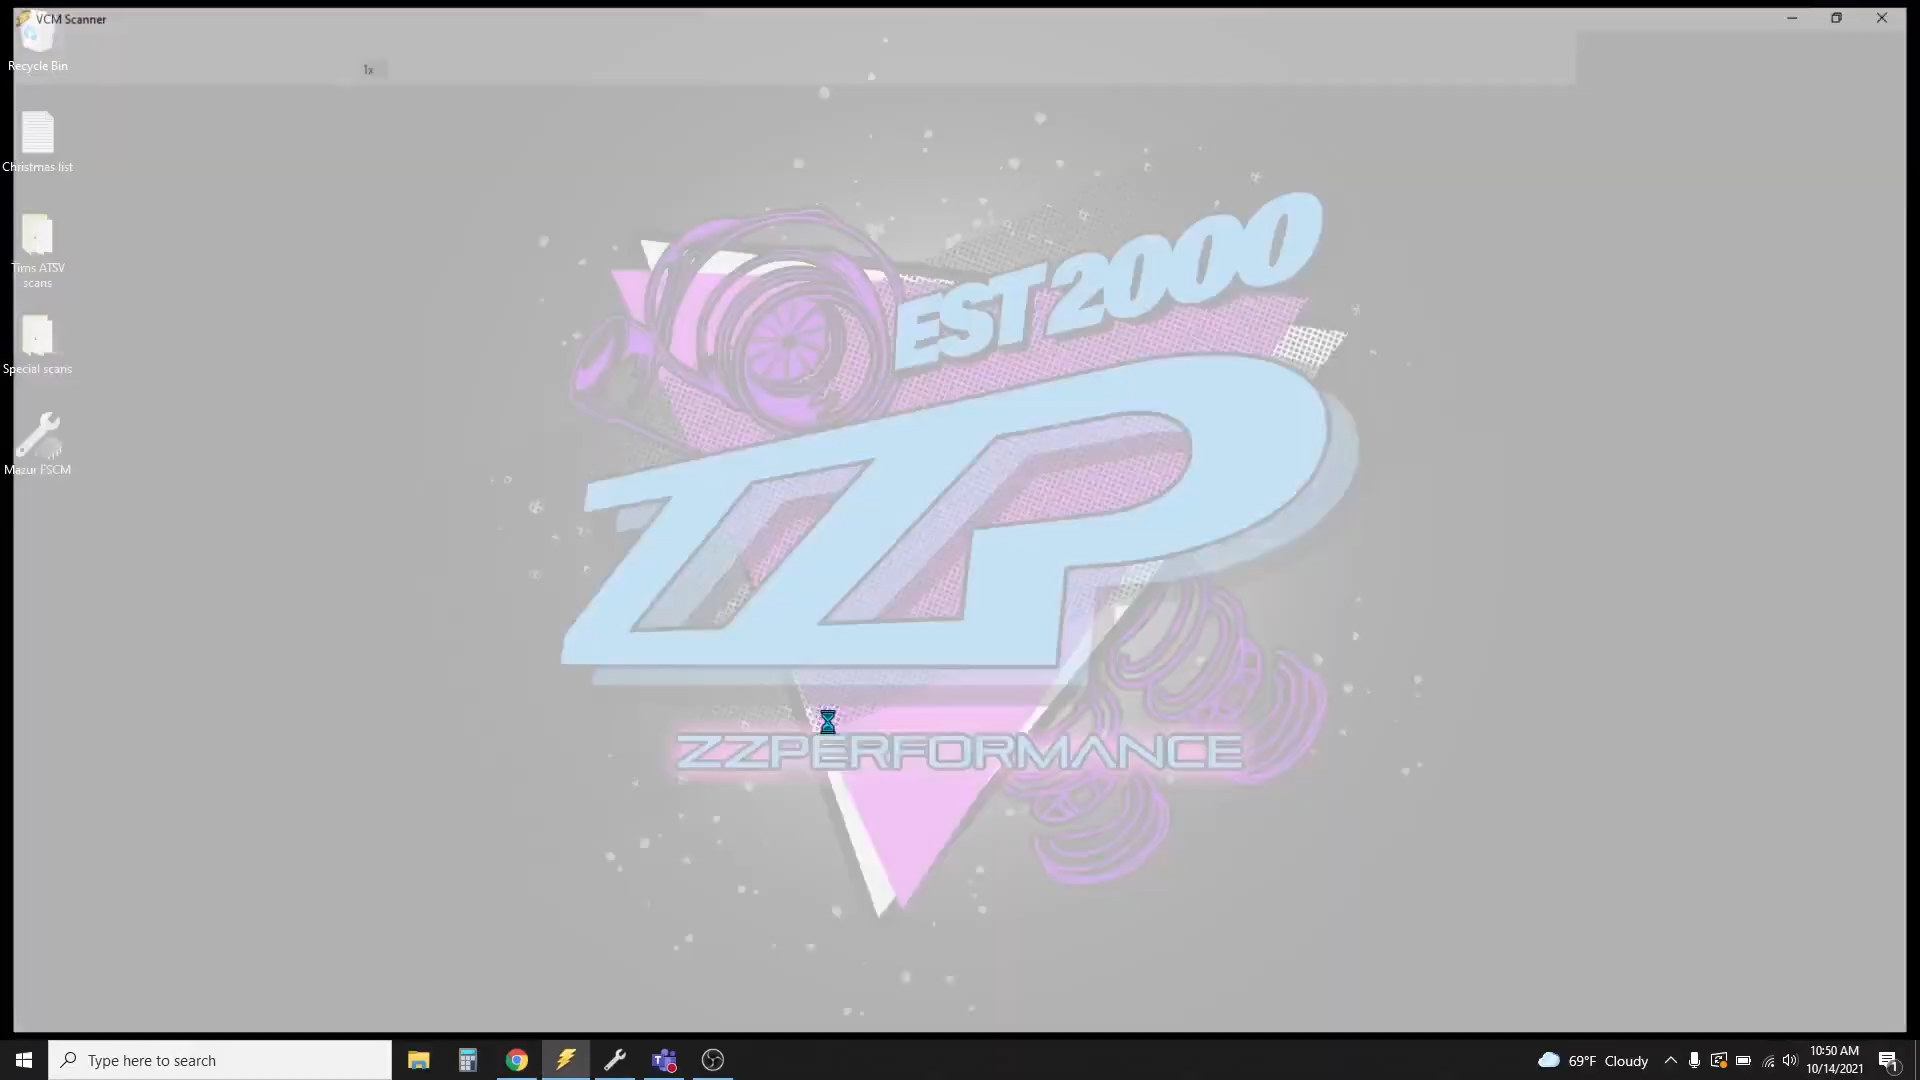 VCM Scanner
Recycle Bin
1x
Christmas list
Tims ATSV
scans
Special scans
Mazur FSCM
EST 2000
ZZP
ZZPERFORMANCE
Type here to search
69°F Cloudy
10:50 AM
10/14/2021
1